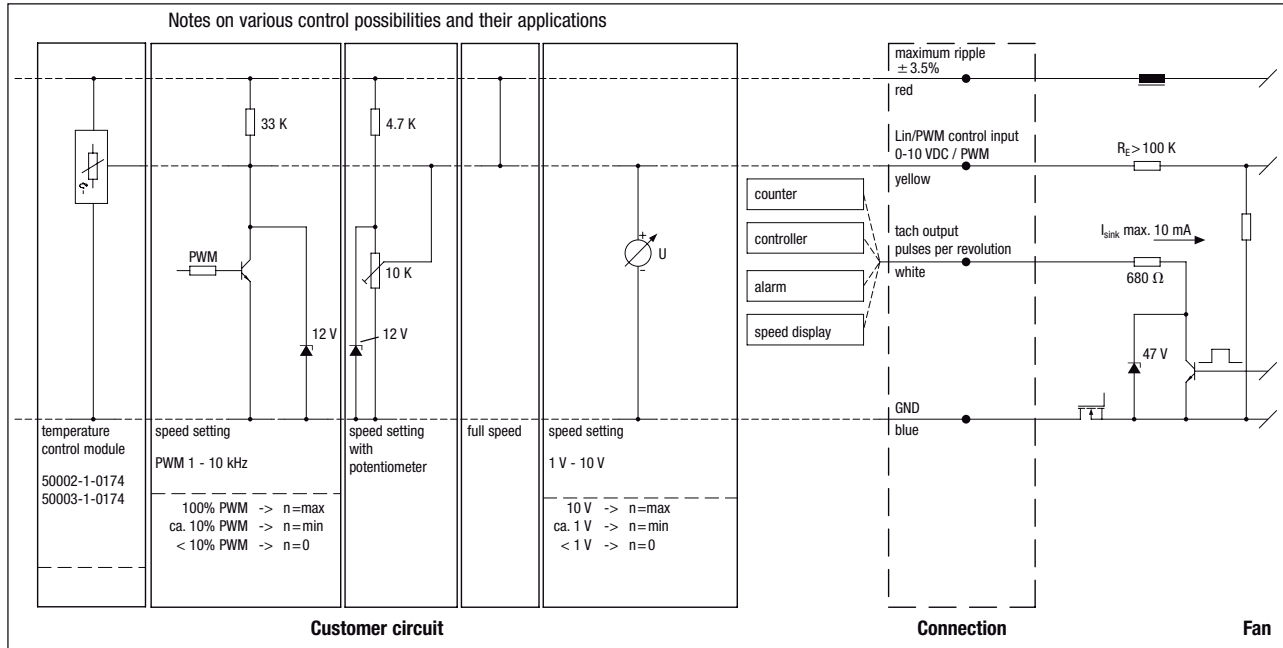 Notes on various control possibilities and their applications
maximum ripple
±3.5%
red
33 K
4.7 K
Lin/PWM control input
0-10 VDC / PWM
yellow
R_E > 100 K
counter
controller
alarm
speed display
tach output
pulses per revolution
white
I_sink max. 10 mA
680 Ω
PWM
10 K
+
U
-
12 V
12 V
47 V
GND
blue
temperature
control module
50002-1-0174
50003-1-0174
speed setting
PWM 1 - 10 kHz
100% PWM -> n=max
ca. 10% PWM -> n=min
< 10% PWM -> n=0
speed setting
with
potentiometer
full speed
speed setting
1 V - 10 V
10 V -> n=max
ca. 1 V -> n=min
< 1 V -> n=0
Customer circuit
Connection
Fan